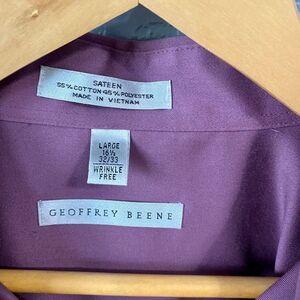 SATEEN
55% COTTON 45% POLYESTER
MADE IN VIETNAM
LARGE
16½
32/33
WRINKLE
FREE
GEOFFREY BEENE